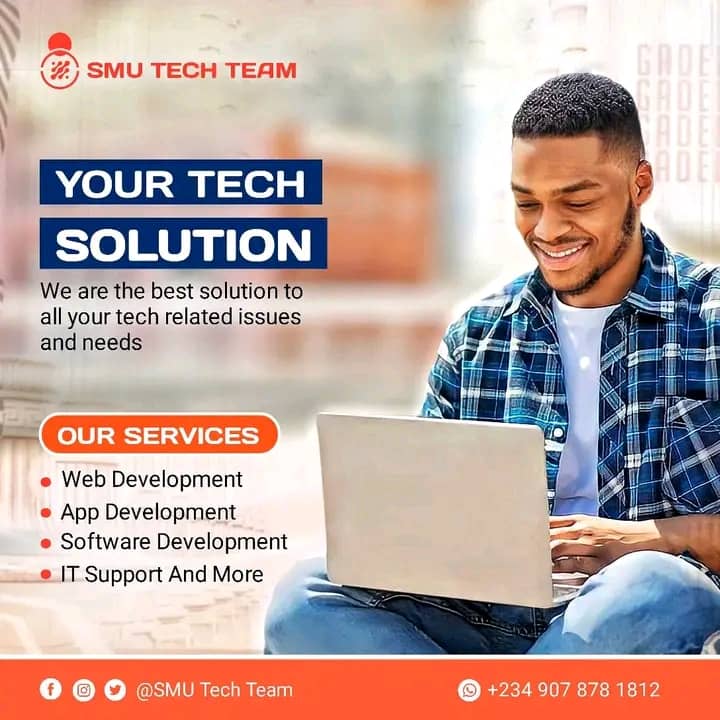 SMU TECH TEAM
YOUR TECH
SOLUTION
We are the best solution to
all your tech related issues
and needs
OUR SERVICES
Web Development
App Development
Software Development
IT Support And More
@SMU Tech Team
+234 907 878 1812